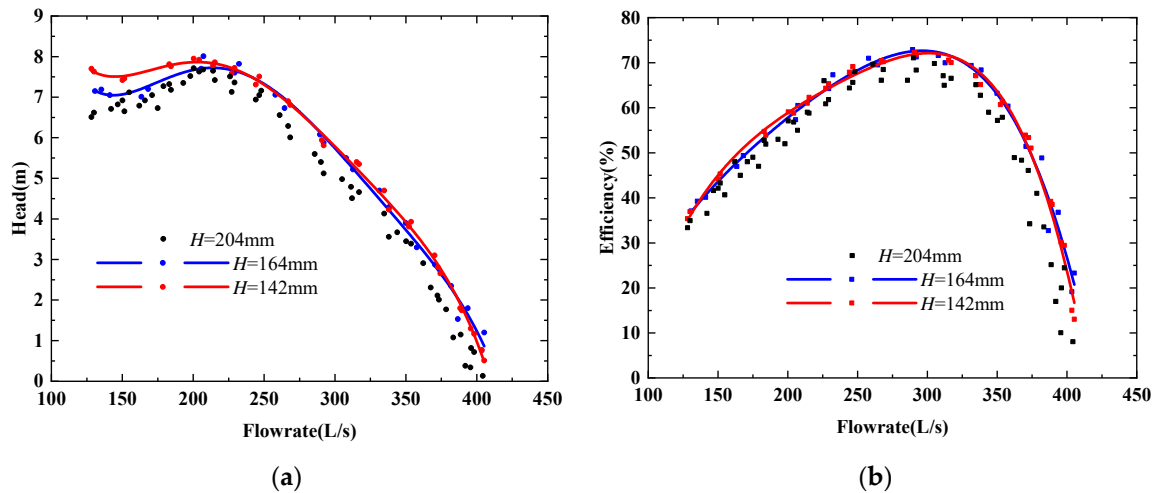 (a)
9
8
7
6
5
4
3
2
1
0
Head(m)
H=204mm
H=164mm
H=142mm
100 150 200 250 300 350 400 450
Flowrate(L/s)
(a)
(b)
80
70
60
50
40
30
20
10
0
Efficiency(%)
H=204mm
H=164mm
H=142mm
100 150 200 250 300 350 400 450
Flowrate(L/s)
(b)